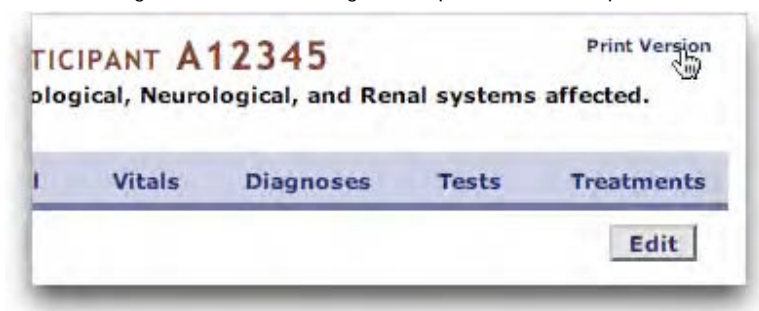 TICIPANT A12345 Print Version
ological, Neurological, and Renal systems affected.
l Vitals Diagnoses Tests Treatments
Edit